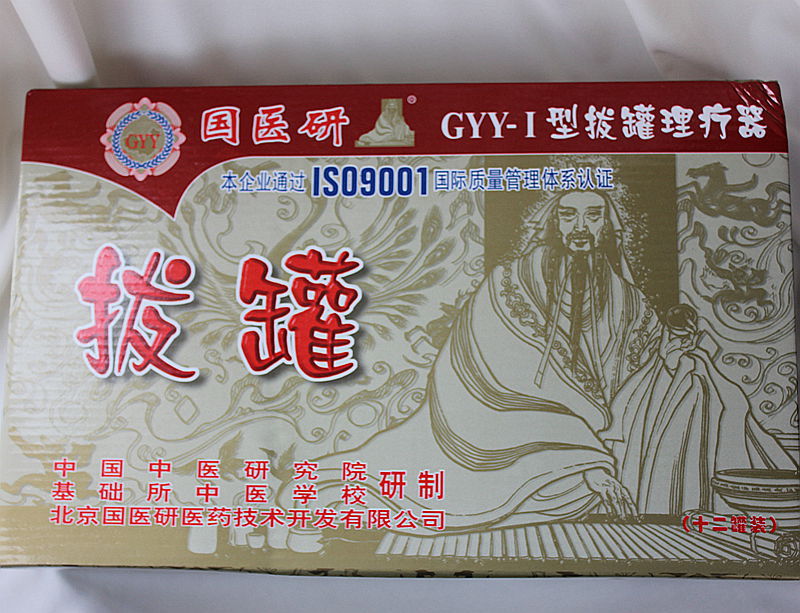 GYY 国医研 ® GYY-I型拔罐理疗器
本企业通过ISO9001国际质量管理体系认证
拔罐
中国中医研究院
基础所中医学校 研制
北京国医研医药技术开发有限公司
(十二罐装)